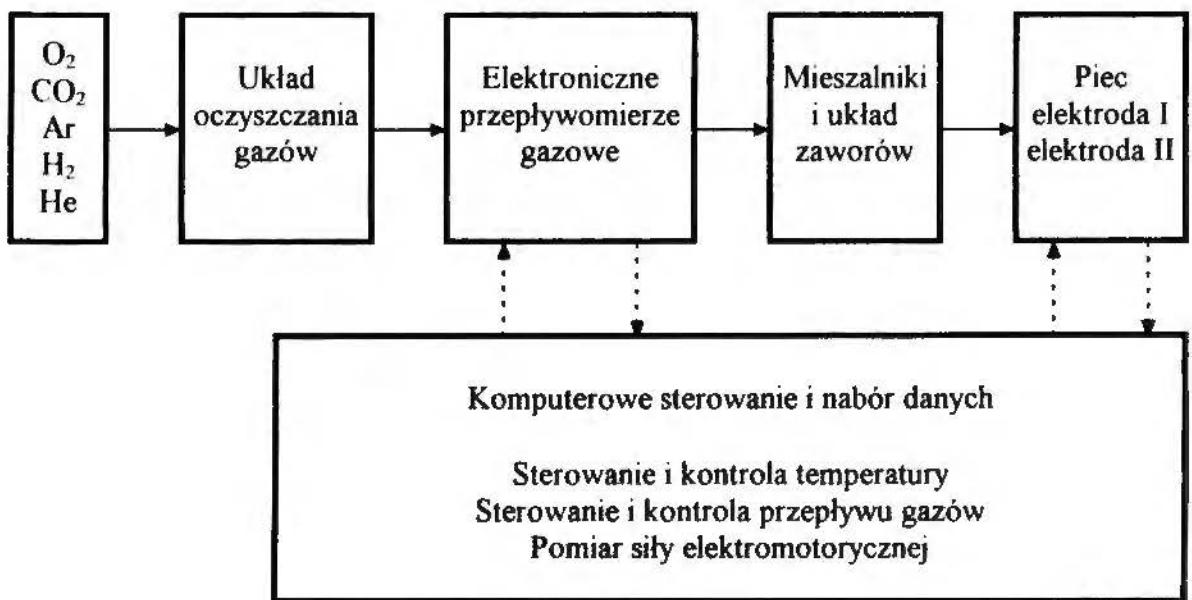 O₂
CO₂
Ar
H₂
He
Układ
oczyszczania
gazów
Elektroniczne
przepływomierze
gazowe
Mieszalniki
i układ
zaworów
Piec
elektroda I
elektroda II
Komputerowe sterowanie i nabór danych
Sterowanie i kontrola temperatury
Sterowanie i kontrola przepływu gazów
Pomiar siły elektromotorycznej